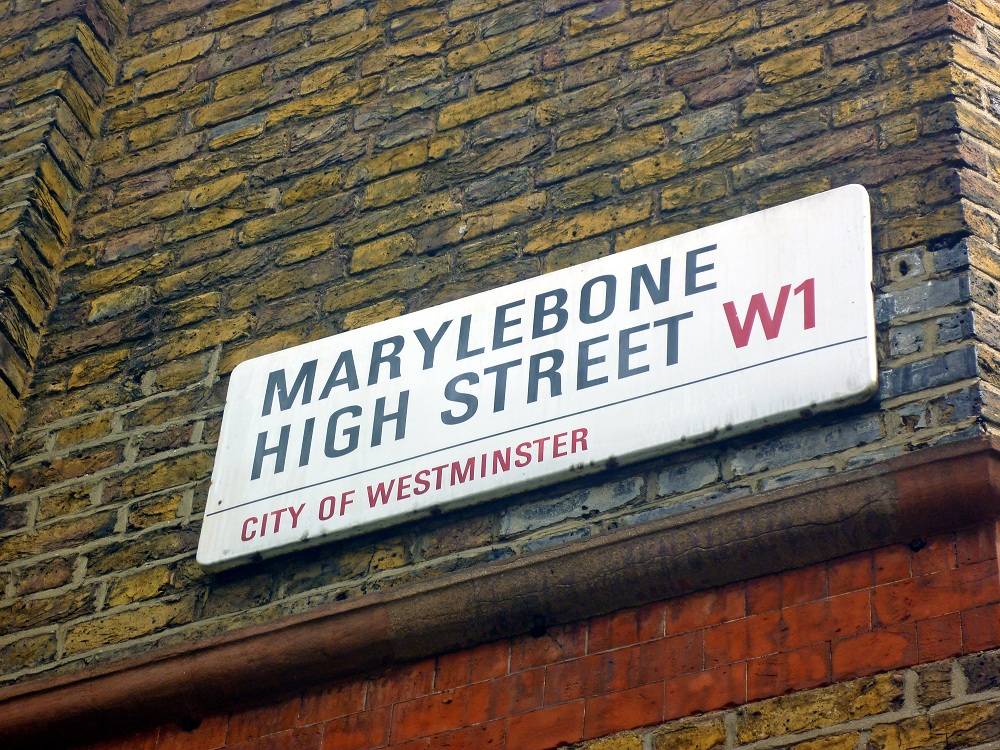 MARYLEBONE
HIGH STREET W1
CITY OF WESTMINSTER